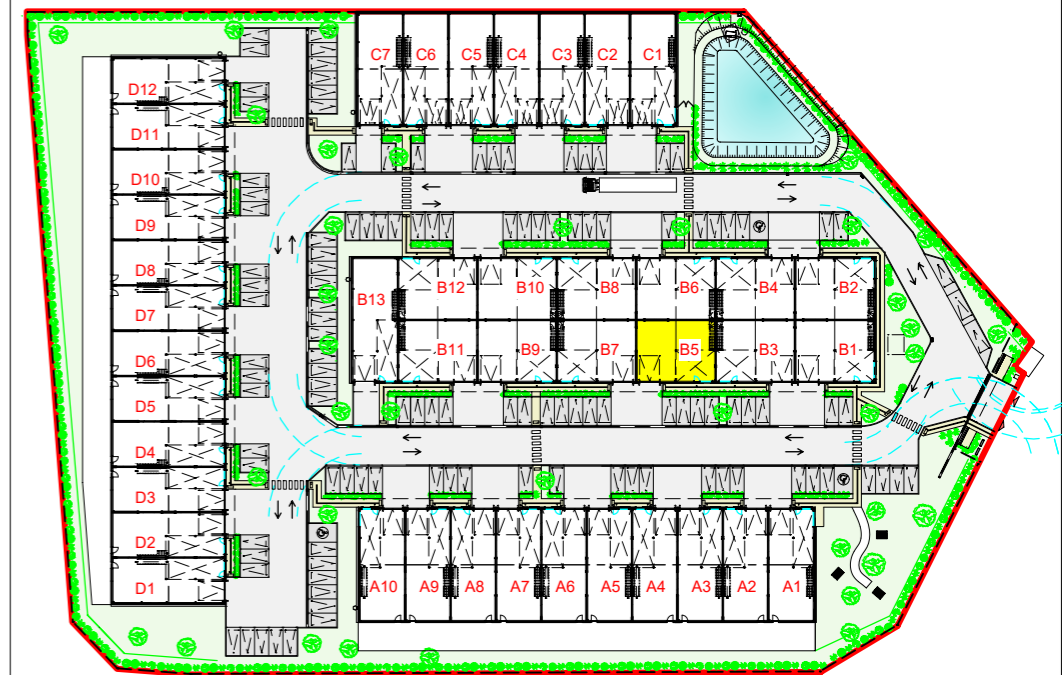 C7 C6 C5 C4 C3 C2 C1
D12
D11
D10
D9
D8
D7
D6
D5
D4
D3
D2
D1
B13 B12 B10 B8 B6 B4 B2
B11 B9 B7 B5 B3 B1
A10 A9 A8 A7 A6 A5 A4 A3 A2 A1